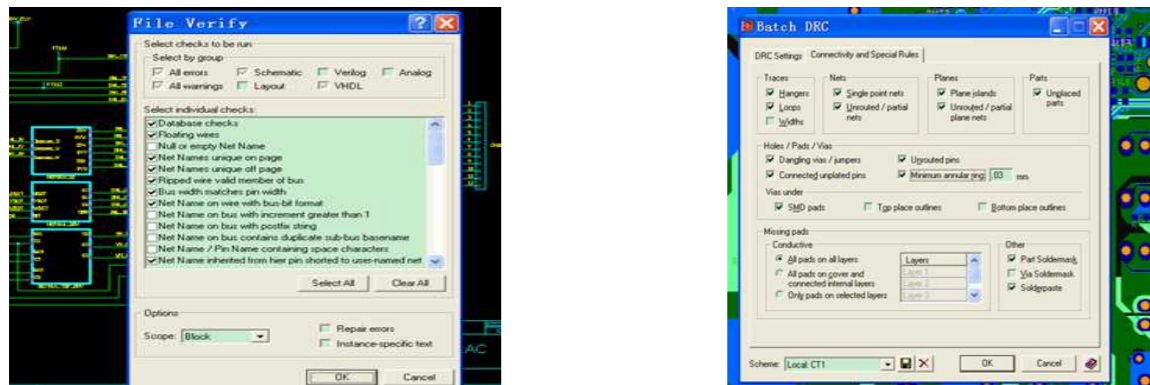 File Verify
Select checks to be run
Select by group
All errors Schematic Verilog Analog
All warnings Layout VHDL
Select individual checks:
Database checks
Floating wires
Null or empty Net Name
Net Names unique on page
Net Names unique off page
Ripped wire valid member of bus
Bus width matches pin width
Net Name on wire with bus-bit format
Net Name on bus with increment greater than 1
Net Name on bus with postfix string
Net Name on bus contains duplicate sub-bus basename
Net Name / Pin Name containing space characters
Net Name inherited from hier pin shorted to user-named net
Select All Clear All
Options
Scope: Block
Repair errors
Instance-specific text
OK Cancel
AC
Batch DRC
DRC Settings Connectivity and Special Rules
Traces Nets Planes Parts
Hangers Single point nets Plane islands Unplaced parts
Loops Unrouted / partial nets Unrouted / partial plane nets
Widths
Holes / Pads / Vias
Dangling vias / jumpers Unrouted pins
Connected unplated pins Minimum annular ring: .03 mm
Vias under
SMD pads Top place outlines Bottom place outlines
Missing pads
Conductive Other
All pads on all layers Layers Part Soldermask
All pads on cover and connected internal layers Layer 1 Via Soldermask
Layer 2 Solderpaste
Only pads on selected layers Layer 3
Scheme: Local: CT1 OK Cancel